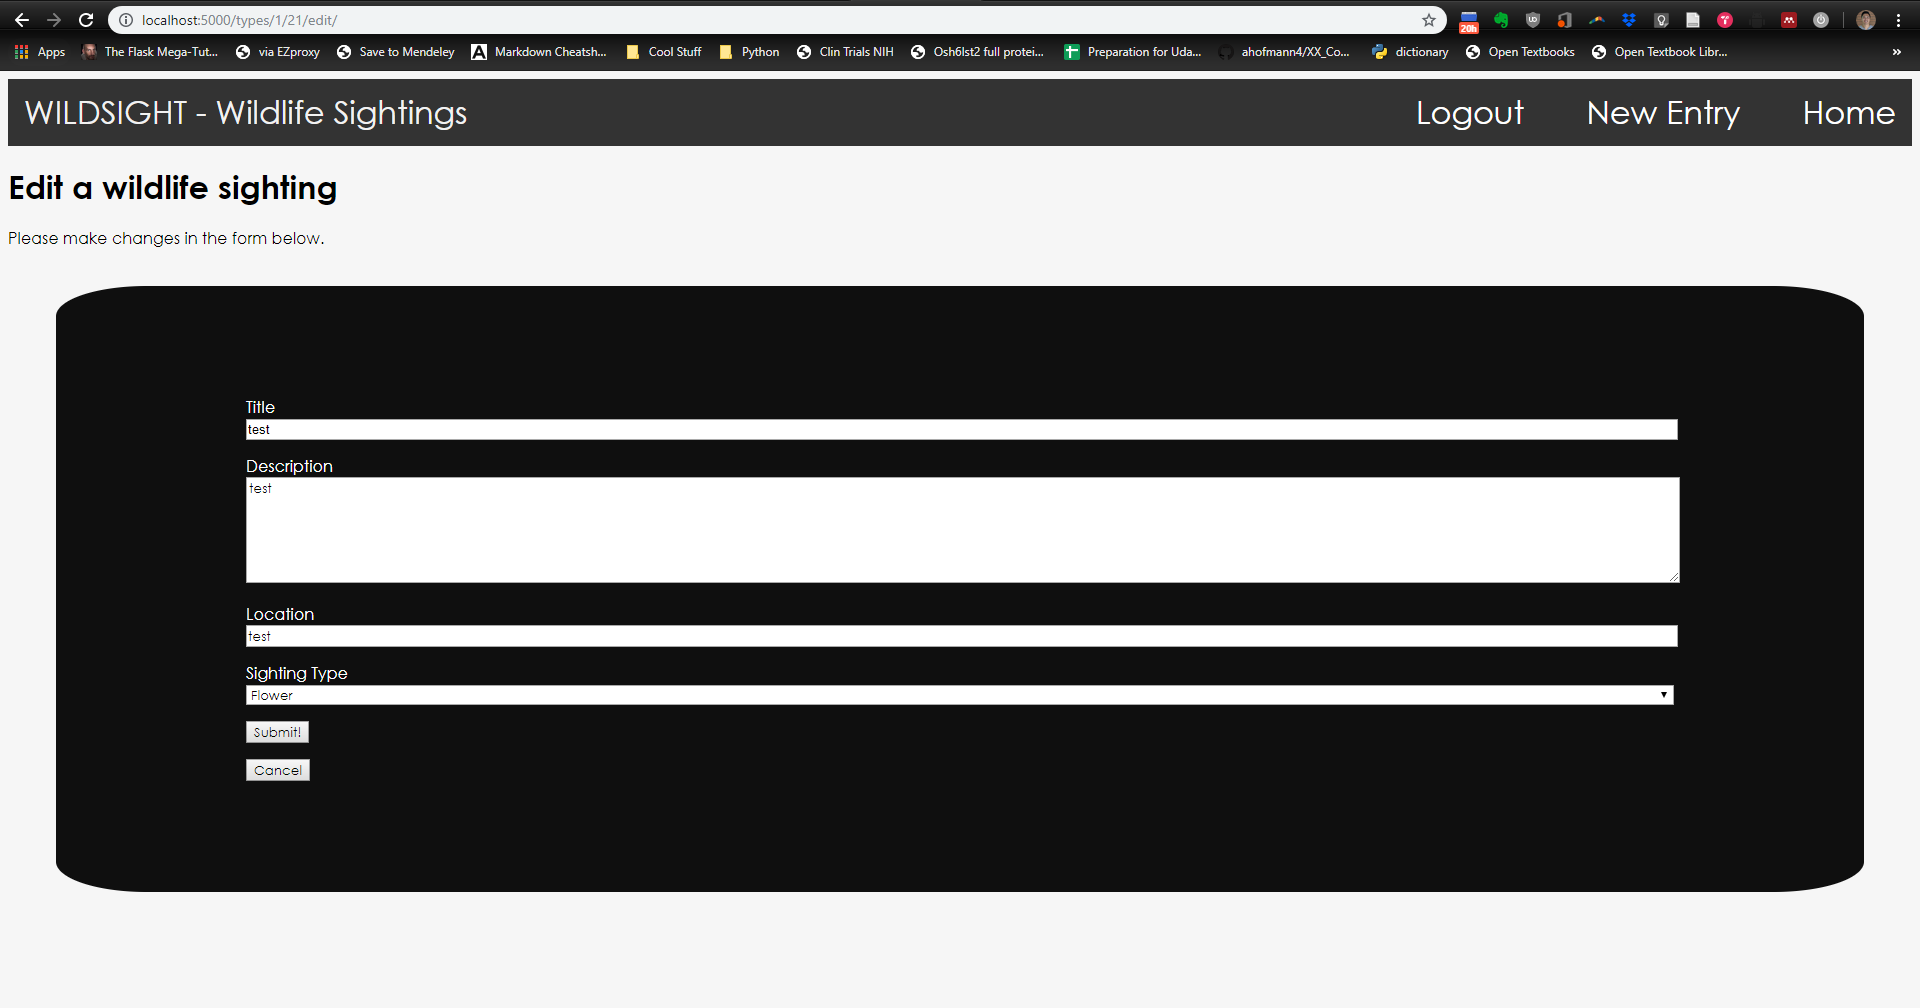 localhost:5000/types/1/21/edit/
20h
Apps The Flask Mega-Tut... via EZproxy Save to Mendeley Markdown Cheatsh... Cool Stuff Python Clin Trials NIH Osh6lst2 full protei... Preparation for Uda... ahofmann4/XX_Co... dictionary Open Textbooks Open Textbook Libr... »
WILDSIGHT - Wildlife Sightings Logout New Entry Home
Edit a wildlife sighting
Please make changes in the form below.
Title
test
Description
test
Location
test
Sighting Type
Flower
Submit!
Cancel